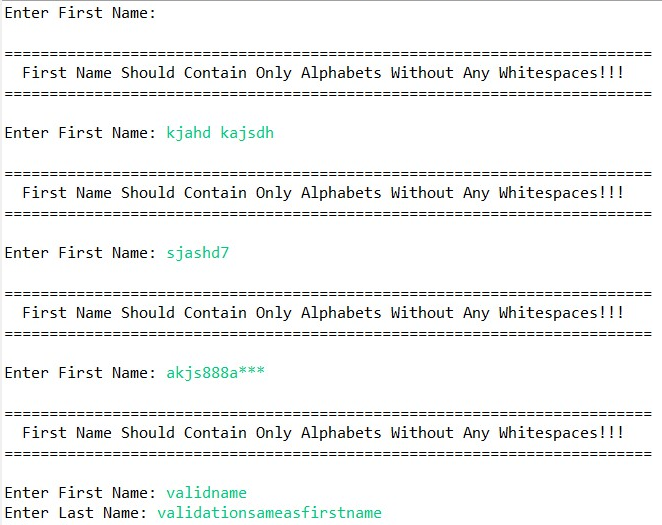 Enter First Name:
========================================================================
First Name Should Contain Only Alphabets Without Any Whitespaces!!!
========================================================================
Enter First Name: kjahd kajsdh
========================================================================
First Name Should Contain Only Alphabets Without Any Whitespaces!!!
========================================================================
Enter First Name: sjashd7
========================================================================
First Name Should Contain Only Alphabets Without Any Whitespaces!!!
========================================================================
Enter First Name: akjs888a***
========================================================================
First Name Should Contain Only Alphabets Without Any Whitespaces!!!
========================================================================
Enter First Name: validname
Enter Last Name: validationsameasfirstname